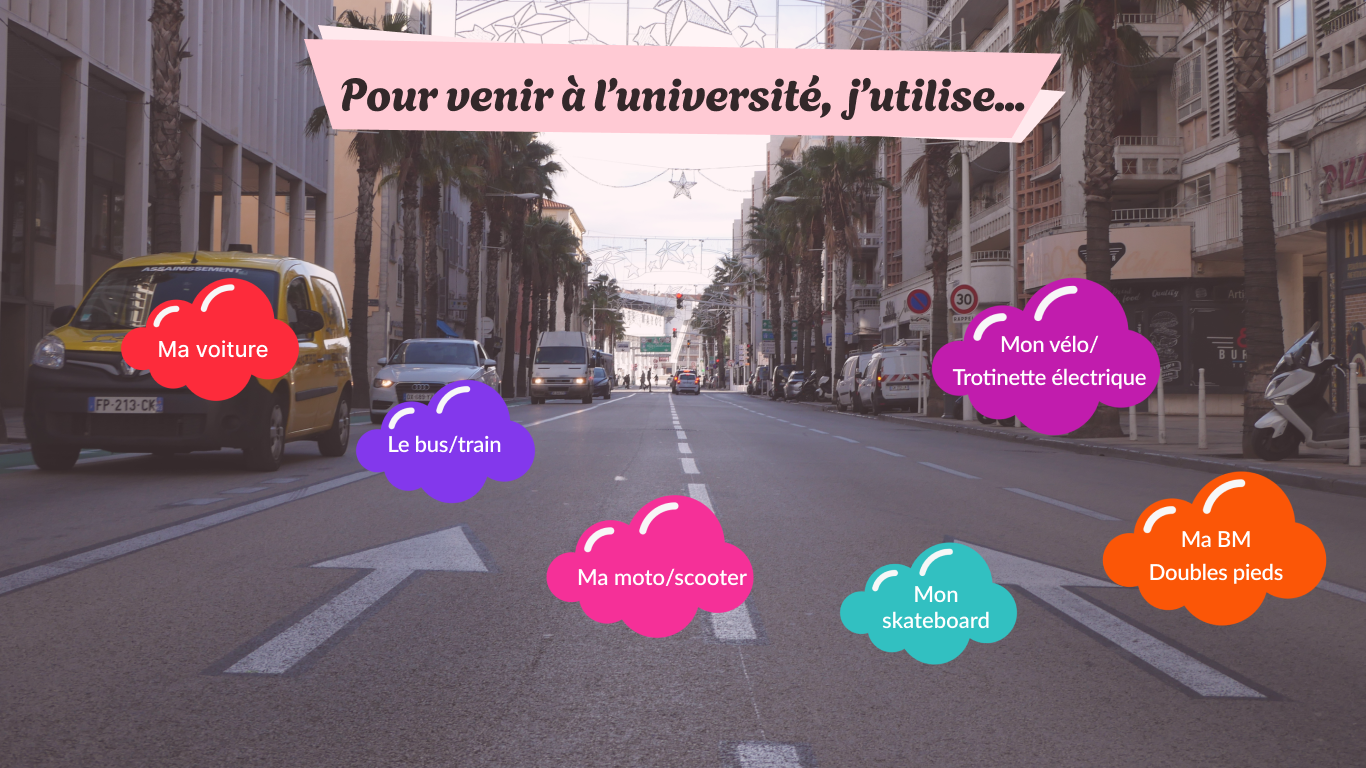 Pour venir à l'université, j'utilise...
ASSAINISSEMENT
Ma voiture
FP-213-CK
Le bus/train
30
Mon vélo/
Trotinette électrique
Ma moto/scooter
Mon
skateboard
Ma BM
Doubles pieds